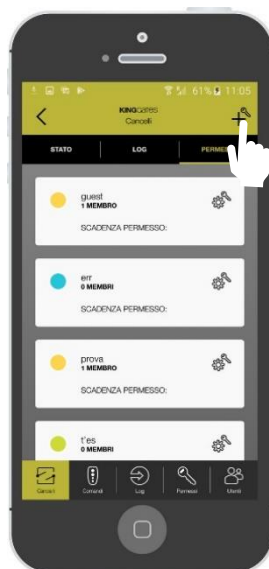 61% 11:05
KINGcares
Cancelli
STATO LOG PERMES
guest
1 MEMBRO
SCADENZA PERMESSO:
err
0 MEMBRI
SCADENZA PERMESSO:
prova
1 MEMBRO
SCADENZA PERMESSO:
t'es
0 MEMBRI
Cancelli Comandi Log Permessi Utenti